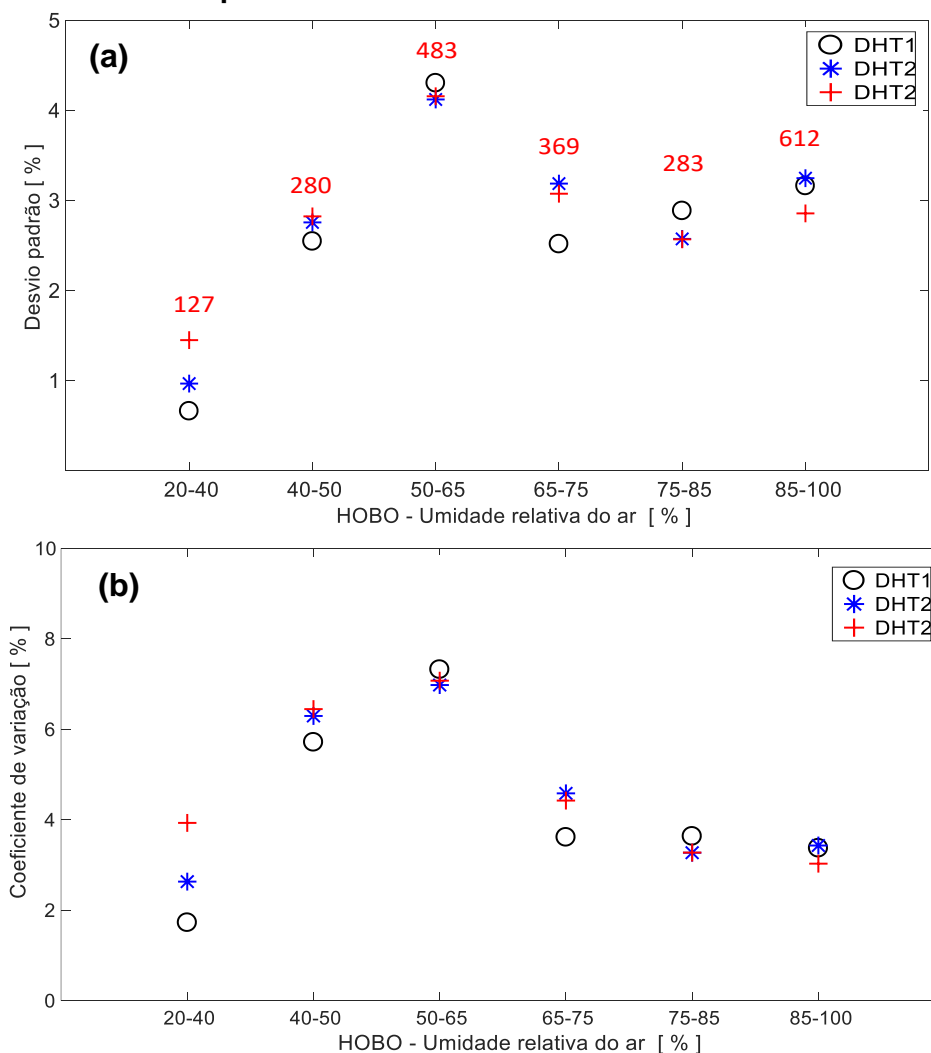 (a)
5
4
3
2
1
Desvio padrão [ % ]
127
280
483
369
283
612
DHT1
DHT2
DHT2
20-40 40-50 50-65 65-75 75-85 85-100
HOBO - Umidade relativa do ar [ % ]
(b)
10
8
6
4
2
0
Coeficiente de variação [ % ]
DHT1
DHT2
DHT2
20-40 40-50 50-65 65-75 75-85 85-100
HOBO - Umidade relativa do ar [ % ]